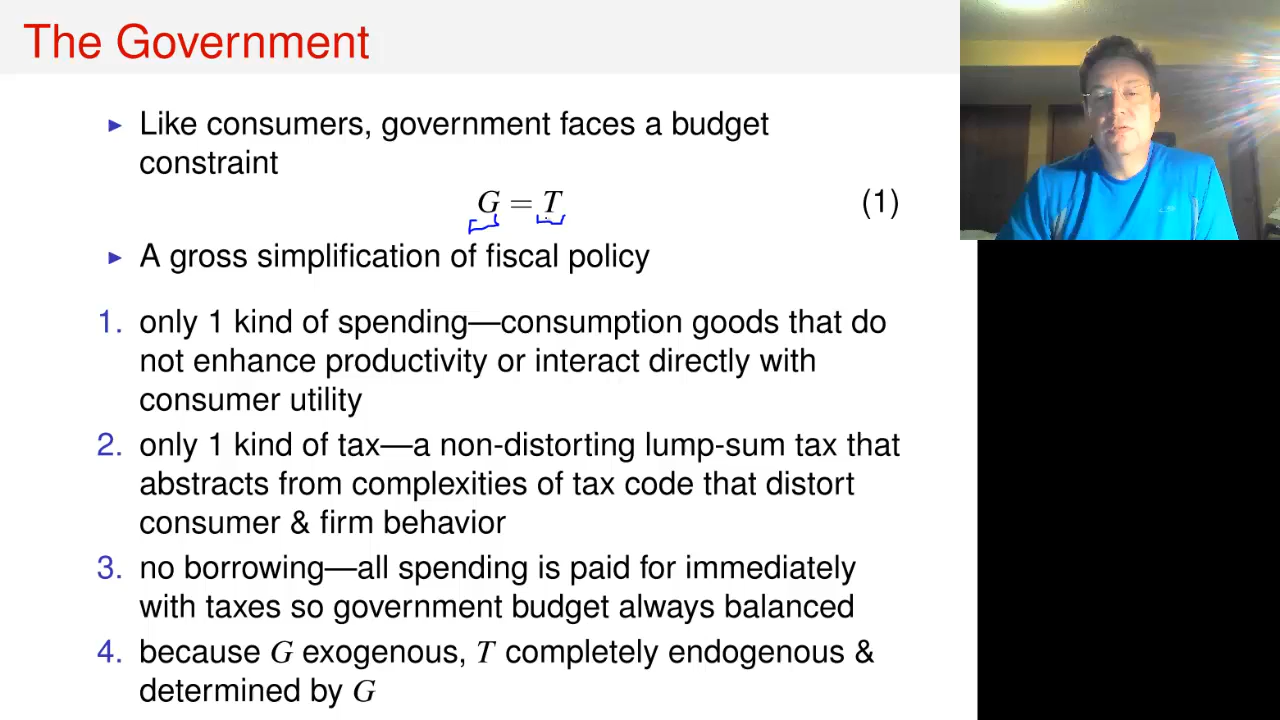 The Government
▶ Like consumers, government faces a budget
constraint
G = T (1)
▶ A gross simplification of fiscal policy
1. only 1 kind of spending—consumption goods that do
not enhance productivity or interact directly with
consumer utility
2. only 1 kind of tax—a non-distorting lump-sum tax that
abstracts from complexities of tax code that distort
consumer & firm behavior
3. no borrowing—all spending is paid for immediately
with taxes so government budget always balanced
4. because G exogenous, T completely endogenous &
determined by G